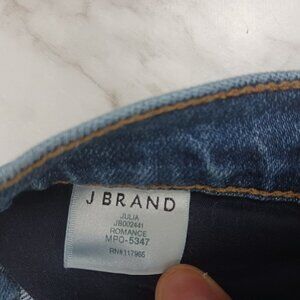 J BRAND
JULIA
JB002441
ROMANCE
MPO-5347
RN#117965